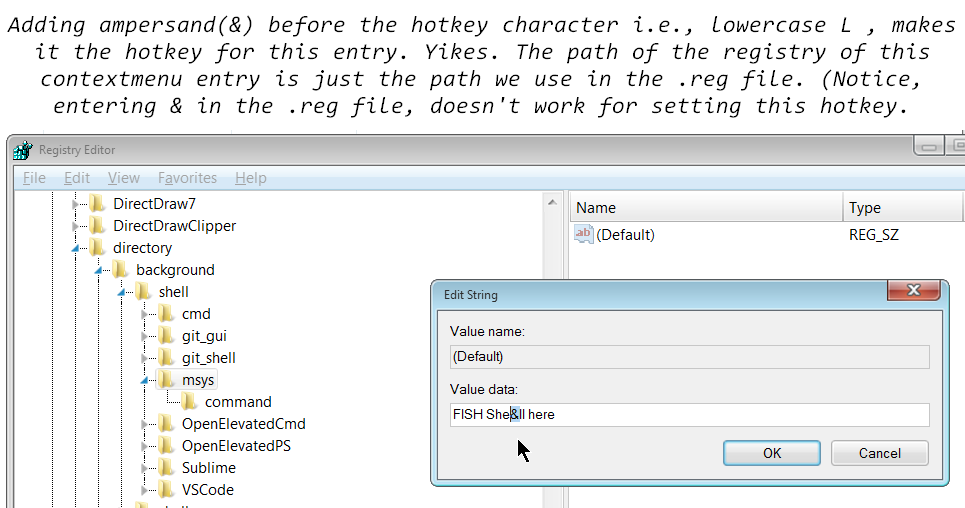 Adding ampersand(&) before the hotkey character i.e., lowercase L , makes
it the hotkey for this entry. Yikes. The path of the registry of this
contextmenu entry is just the path we use in the .reg file. (Notice,
entering & in the .reg file, doesn't work for setting this hotkey.
Registry Editor
File Edit View Favorites Help
DirectDraw7
DirectDrawClipper
directory
background
shell
cmd
git_gui
git_shell
msys
command
OpenElevatedCmd
OpenElevatedPS
Sublime
VSCode
Name Type
ab (Default) REG_SZ
Edit String
Value name:
(Default)
Value data:
FISH She&ll here
OK Cancel